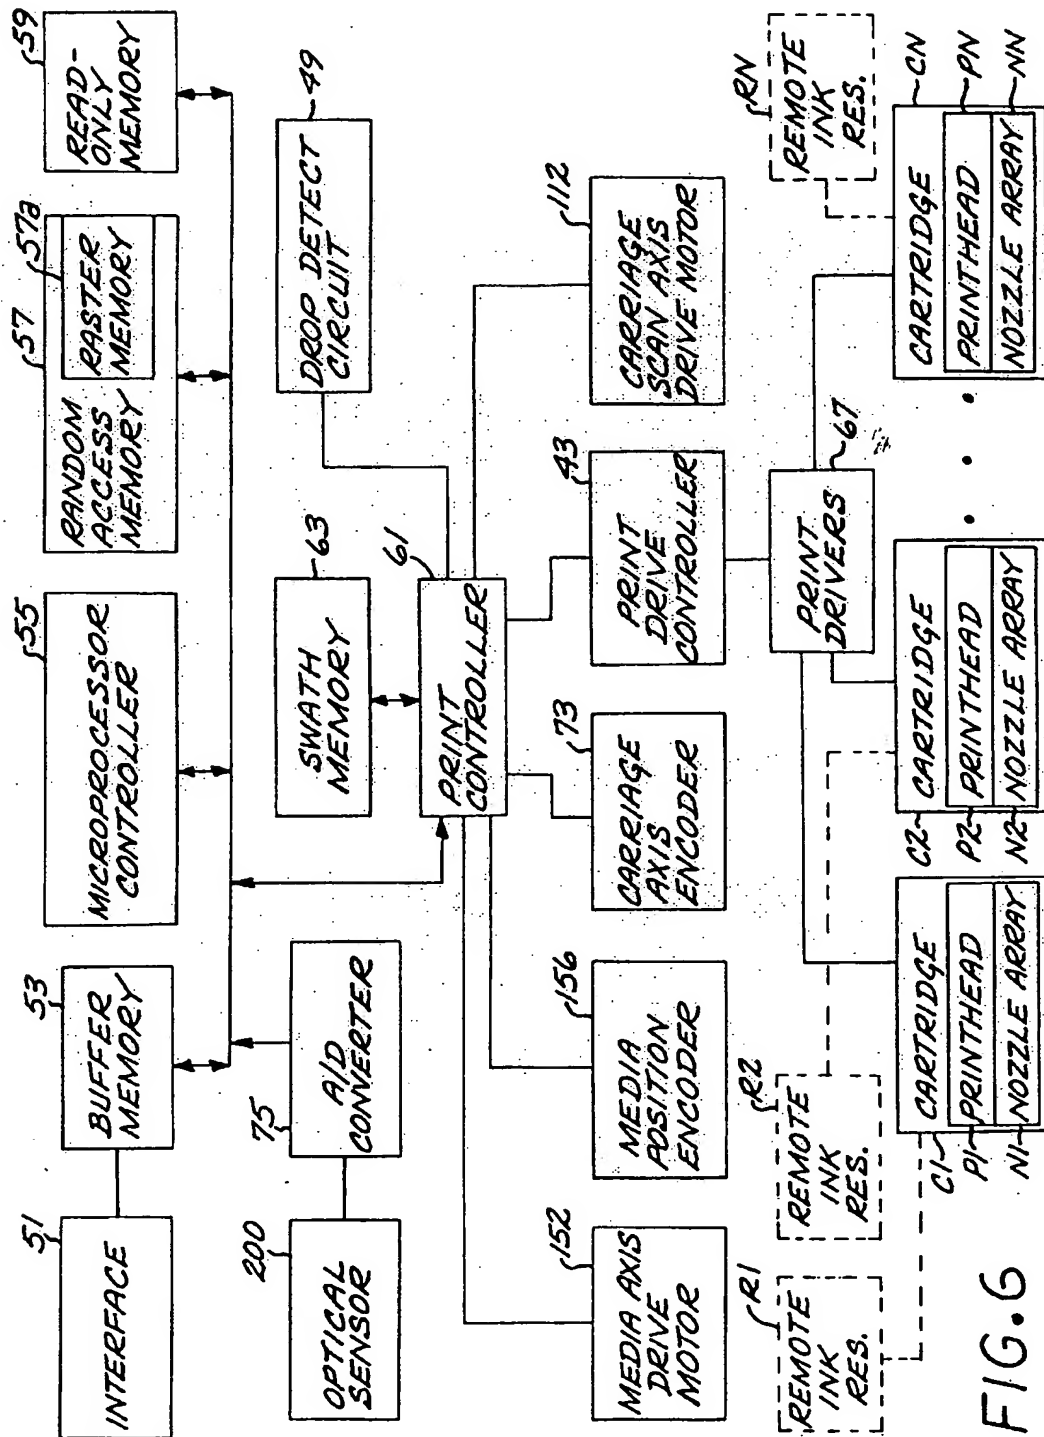 51
INTERFACE
53
BUFFER
MEMORY
55
MICROPROCESSOR
CONTROLLER
57
RANDOM
ACCESS
MEMORY
57a
RASTER
MEMORY
59
READ-
ONLY
MEMORY
200
OPTICAL
SENSOR
75
A/D
CONVERTER
63
SWATH
MEMORY
61
PRINT
CONTROLLER
49
DROP DETECT
CIRCUIT
152
MEDIA AXIS
DRIVE
MOTOR
156
MEDIA
POSITION
ENCODER
73
CARRIAGE
AXIS
ENCODER
43
PRINT
DRIVE
CONTROLLER
112
CARRIAGE
SCAN AXIS
DRIVE MOTOR
R1
REMOTE
INK
RES.
R2
REMOTE
INK
RES.
67
PRINT
DRIVERS
RN
REMOTE
INK
RES.
C1
CARTRIDGE
P1
PRINTHEAD
N1
NOZZLE ARRAY
C2
CARTRIDGE
P2
PRINTHEAD
N2
NOZZLE ARRAY
• • •
CARTRIDGE
CN
PRINTHEAD
PN
NOZZLE ARRAY
NN
FIG.6